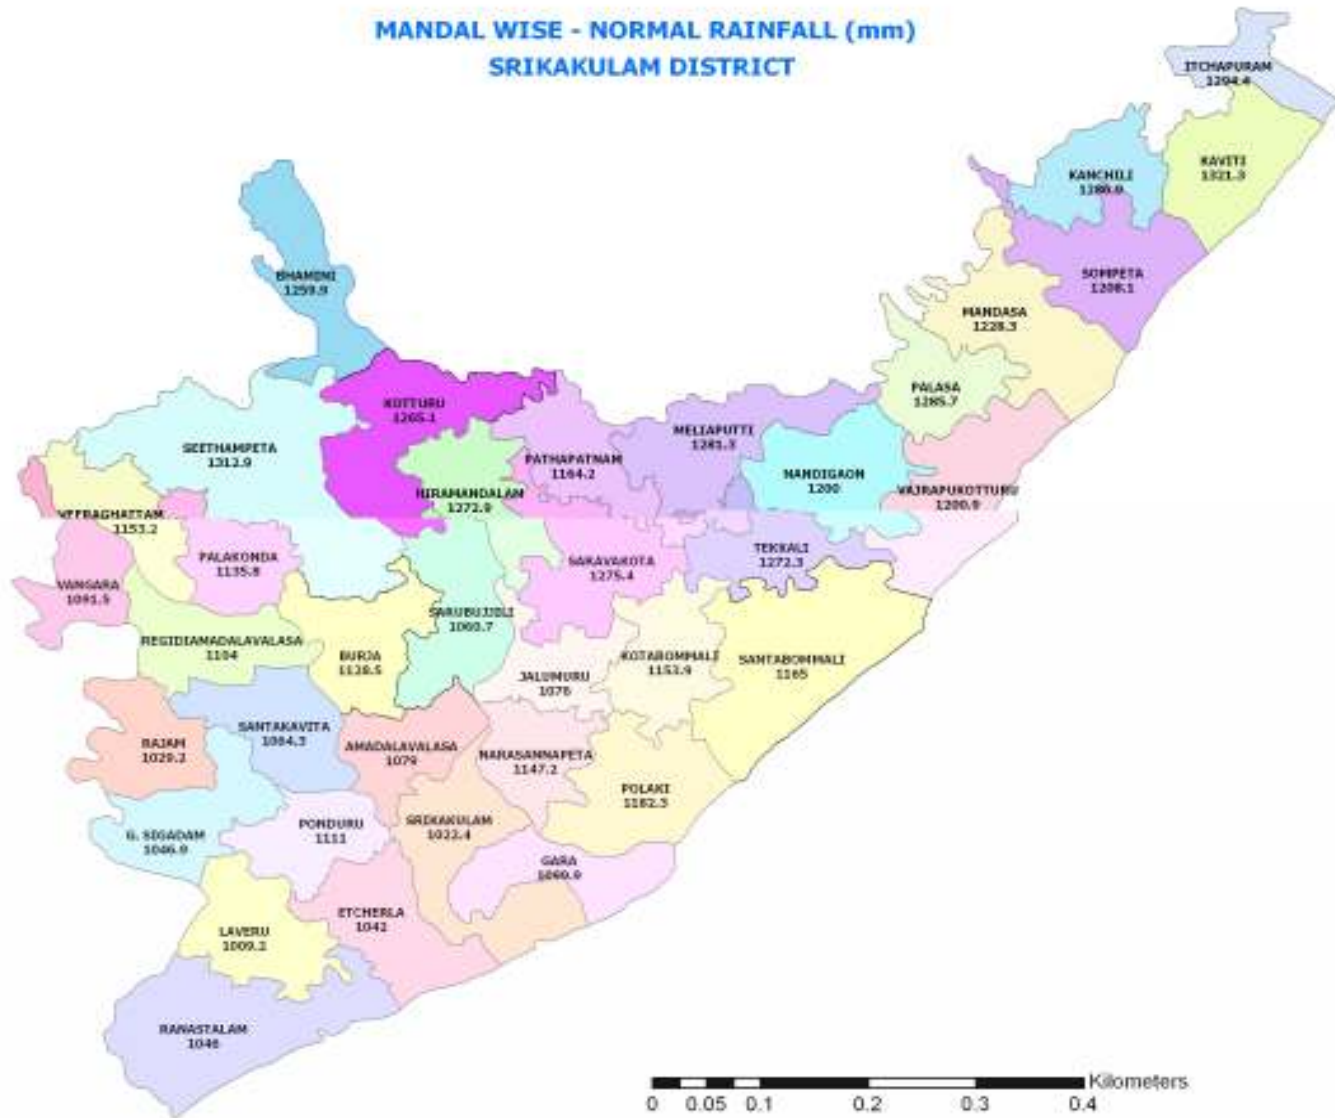 MANDAL WISE - NORMAL RAINFALL (mm)
SRIKAKULAM DISTRICT
ITCHAPURAM
1294.4
KAVITI
1321.3
KANCHILI
SOMPETA
1208.1
BHAMINI
1259.9
MANDASA
1228.3
PALASA
1285.7
KOTTURU
1265.1
MELIAPUTTI
1281.3
SEETHAMPETA
1312.9
PATHAPATNAM
1164.2
NANDIGAON
1200
HIRAMANDALAM
1272.9
VAJRAPUKOTTURU
1200.9
VEERAGHATTAM
1153.2
PALAKONDA
1135.8
SARAVAKOTA
1275.4
TEKKALI
1272.3
VANGARA
1091.5
SARUBUJJILI
1060.7
REGIDIAMADALAVALASA
1104
BURJA
1128.5
KOTABOMMALI
1153.9
SANTABOMMALI
1165
JALUMURU
1076
SANTAKAVITA
1064.3
RAJAM
1029.2
AMADALAVALASA
1079
NARASANNAPETA
1147.2
POLAKI
1162.3
G. SIGADAM
1046.9
PONDURU
1111
SRIKAKULAM
1022.4
GARA
1090.9
ETCHERLA
1042
LAVERU
1009.2
RANASTALAM
1046
Kilometers
0 0.05 0.1 0.2 0.3 0.4